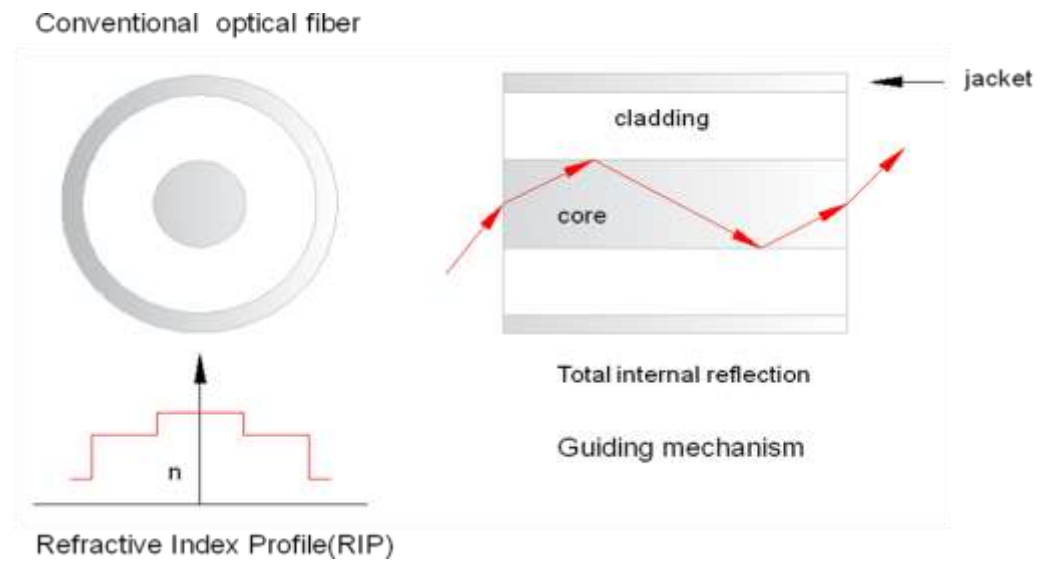 Conventional optical fiber
jacket
cladding
core
Total internal reflection
n
Guiding mechanism
Refractive Index Profile(RIP)